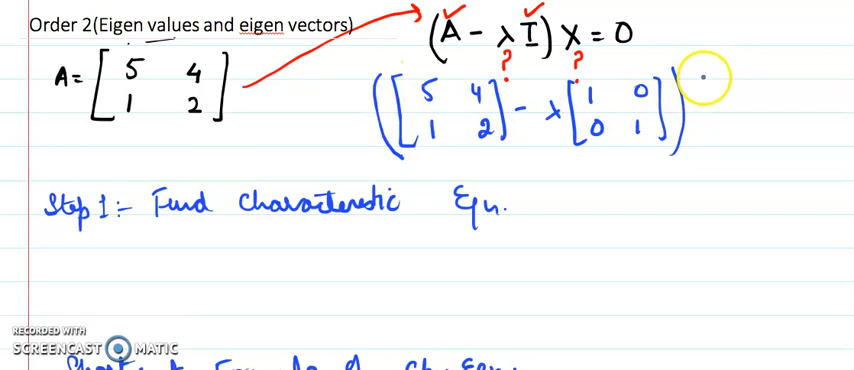 Order 2(Eigen values and eigen vectors)
(A - λI) X = 0
? ?
A = [ 5 4
1 2 ]
( [ 5 4
1 2 ] - λ [ 1 0
0 1 ] )
Step 1:- Find characteristic Eqn.
RECORDED WITH
SCREENCAST MATIC